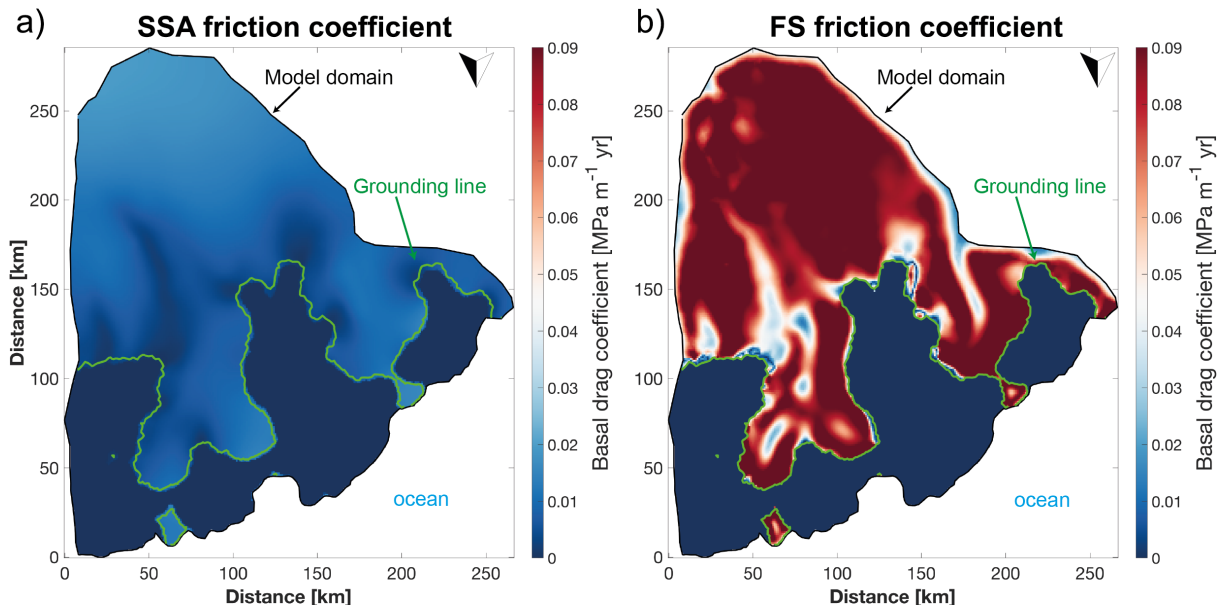 a)
SSA friction coefficient
Model domain
Grounding line
ocean
Distance [km]
0
50
100
150
200
250
Distance [km]
0
50
100
150
200
250
Basal drag coefficient [MPa m⁻¹ yr]
0.09
0.08
0.07
0.06
0.05
0.04
0.03
0.02
0.01
0
b)
FS friction coefficient
Model domain
Grounding line
ocean
0
50
100
150
200
250
Distance [km]
0
50
100
150
200
250
Basal drag coefficient [MPa m⁻¹ yr]
0.09
0.08
0.07
0.06
0.05
0.04
0.03
0.02
0.01
0